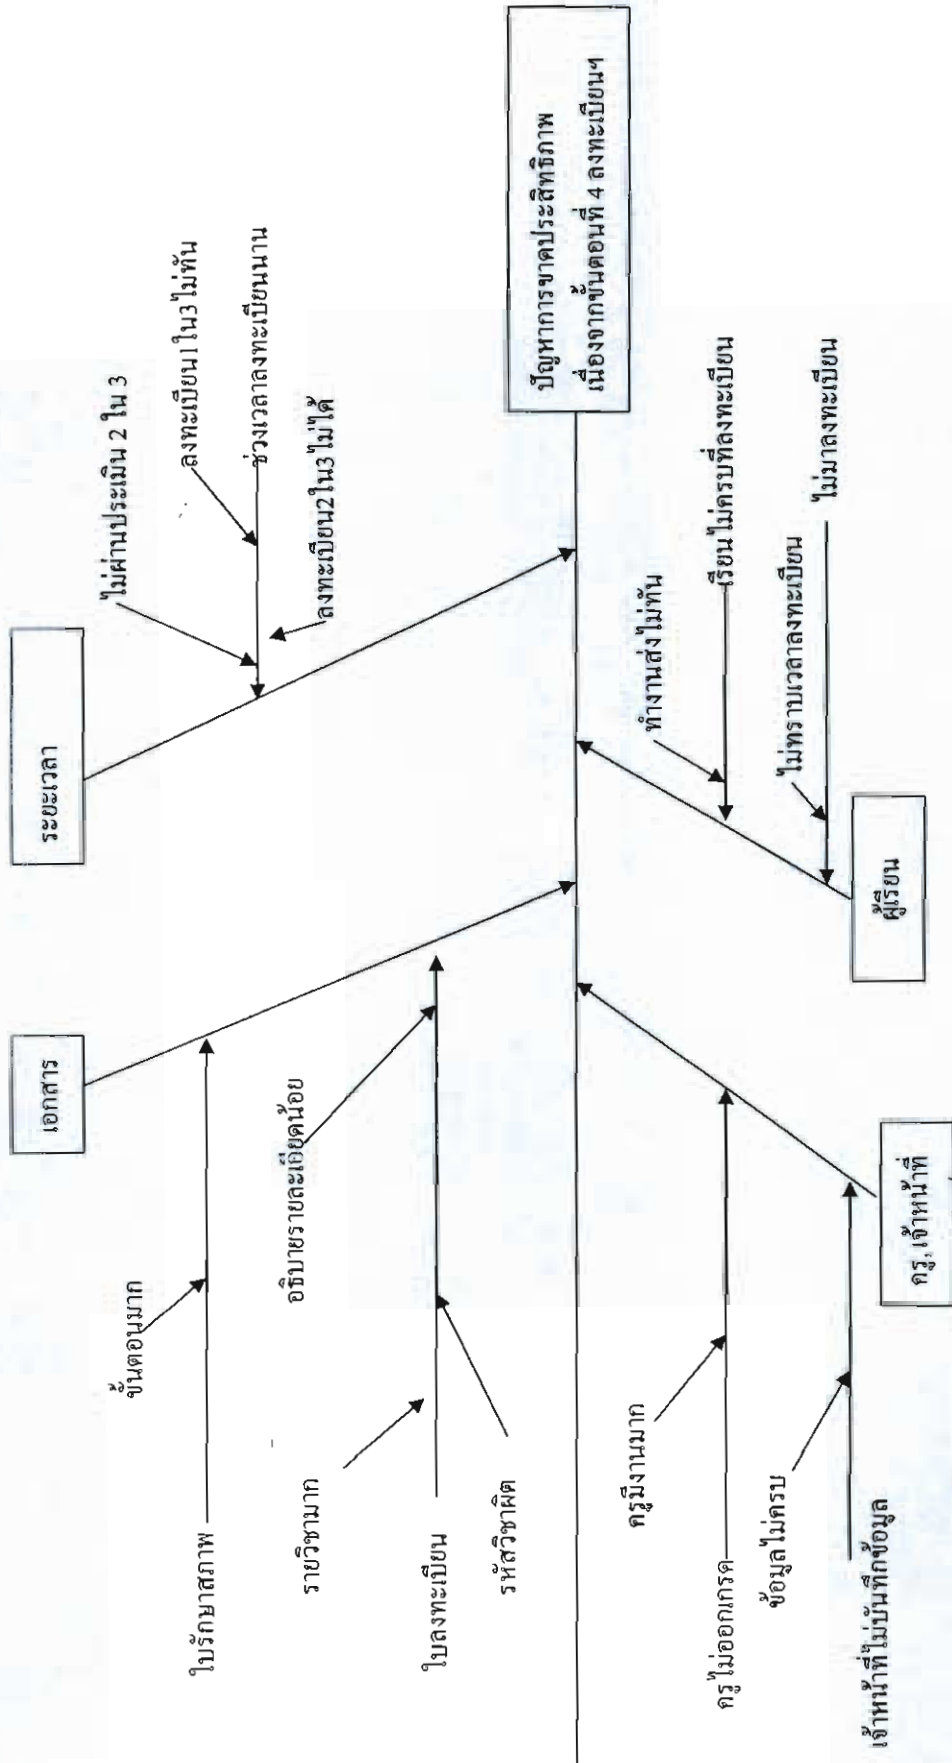 เอกสาร
ระยะเวลา
ขั้นตอนมาก
ใบรักษาสภาพ
อธิบายรายละเอียดน้อย
รายวิชามาก
ใบลงทะเบียน
รหัสวิชาผิด
ไม่ผ่านประเมิน 2 ใน 3
ลงทะเบียน1 ใน3 ไม่ทัน
ช่วงเวลาลงทะเบียนนาน
ลงทะเบียน2 ใน3 ไม่ได้
ปัญหาการขาดประสิทธิภาพ
เนื่องจากขั้นตอนที่ 4 ลงทะเบียนฯ
ครูมีงานมาก
ครูไม่ออกเกรด
ข้อมูลไม่ครบ
เจ้าหน้าที่ไม่บันทึกข้อมูล
ครู, เจ้าหน้าที่
ทำงานส่งไม่ทัน
เรียนไม่ครบที่ลงทะเบียน
ไม่ทราบเวลาลงทะเบียน
ไม่มาลงทะเบียน
ผู้เรียน